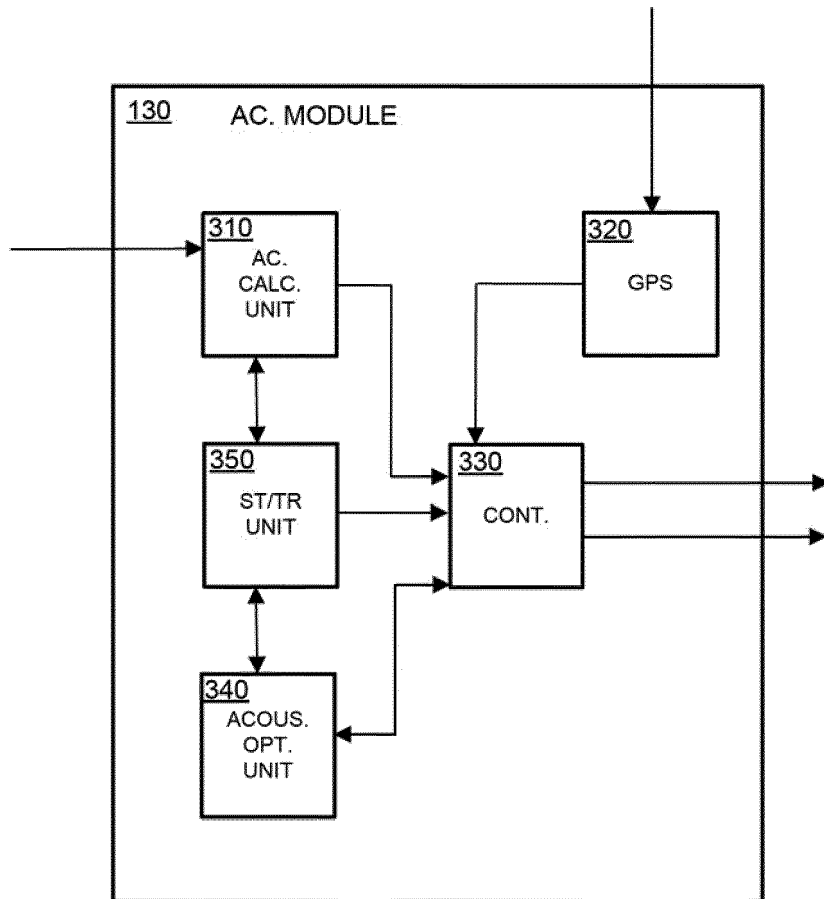 130 AC. MODULE
310
AC.
CALC.
UNIT
320
GPS
350
ST/TR
UNIT
330
CONT.
340
ACOUS.
OPT.
UNIT